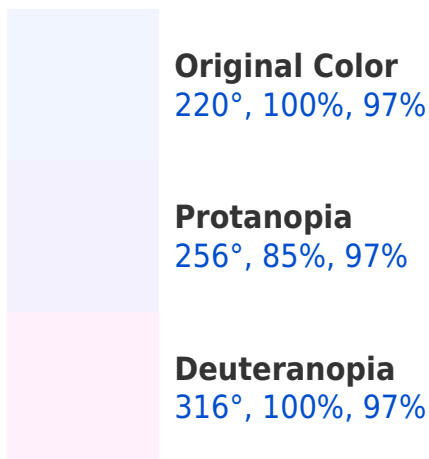 Original Color
220°, 100%, 97%
Protanopia
256°, 85%, 97%
Deuteranopia
316°, 100%, 97%